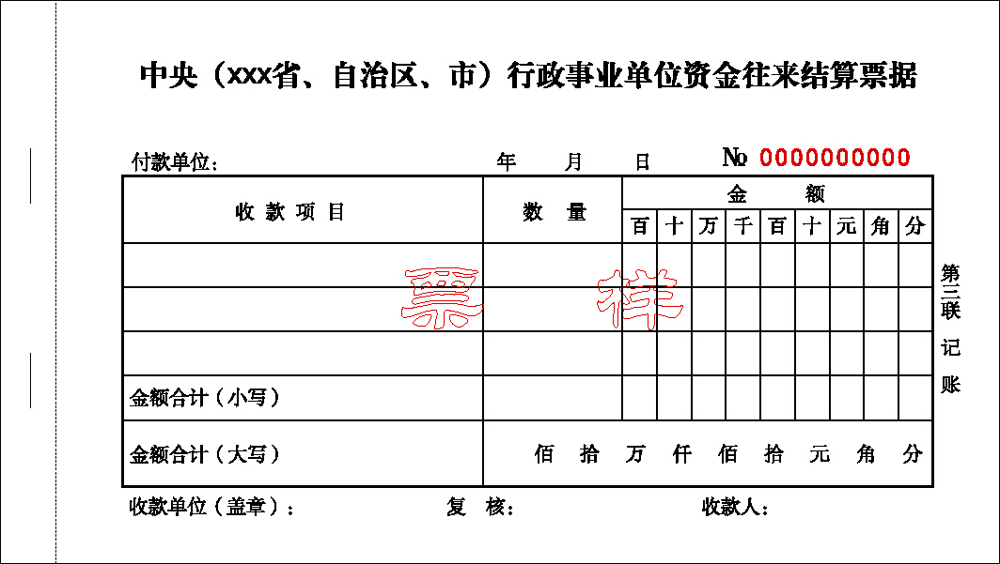 中央（XXX省、自治区、市）行政事业单位资金往来结算票据
付款单位： 年 月 日 № 0000000000
收款项目 数量 金额
百 十 万 千 百 十 元 角 分
票样
金额合计（小写）
金额合计（大写） 佰 拾 万 仟 佰 拾 元 角 分
收款单位（盖章）： 复核： 收款人：
第三联 记账